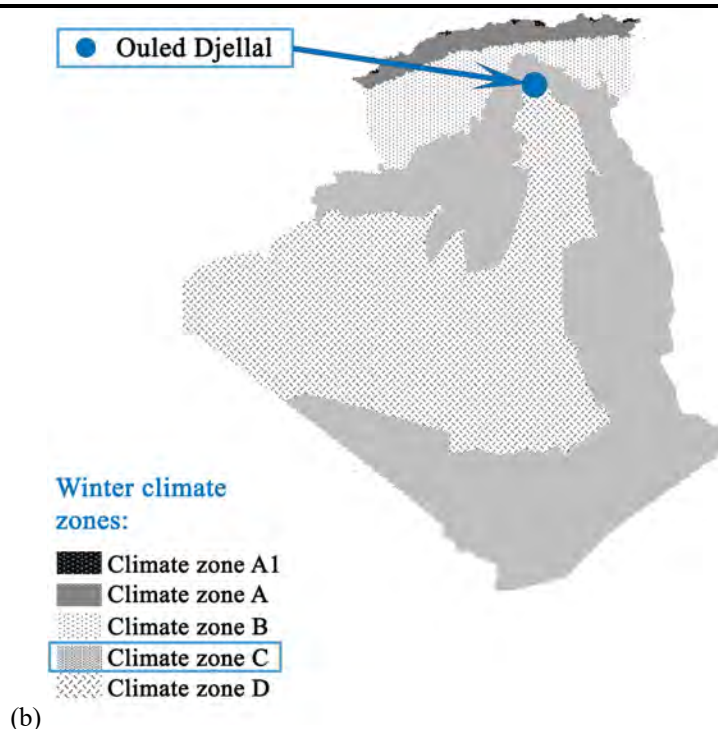 Ouled Djellal
Winter climate
zones:
Climate zone A1
Climate zone A
Climate zone B
Climate zone C
Climate zone D
(b)